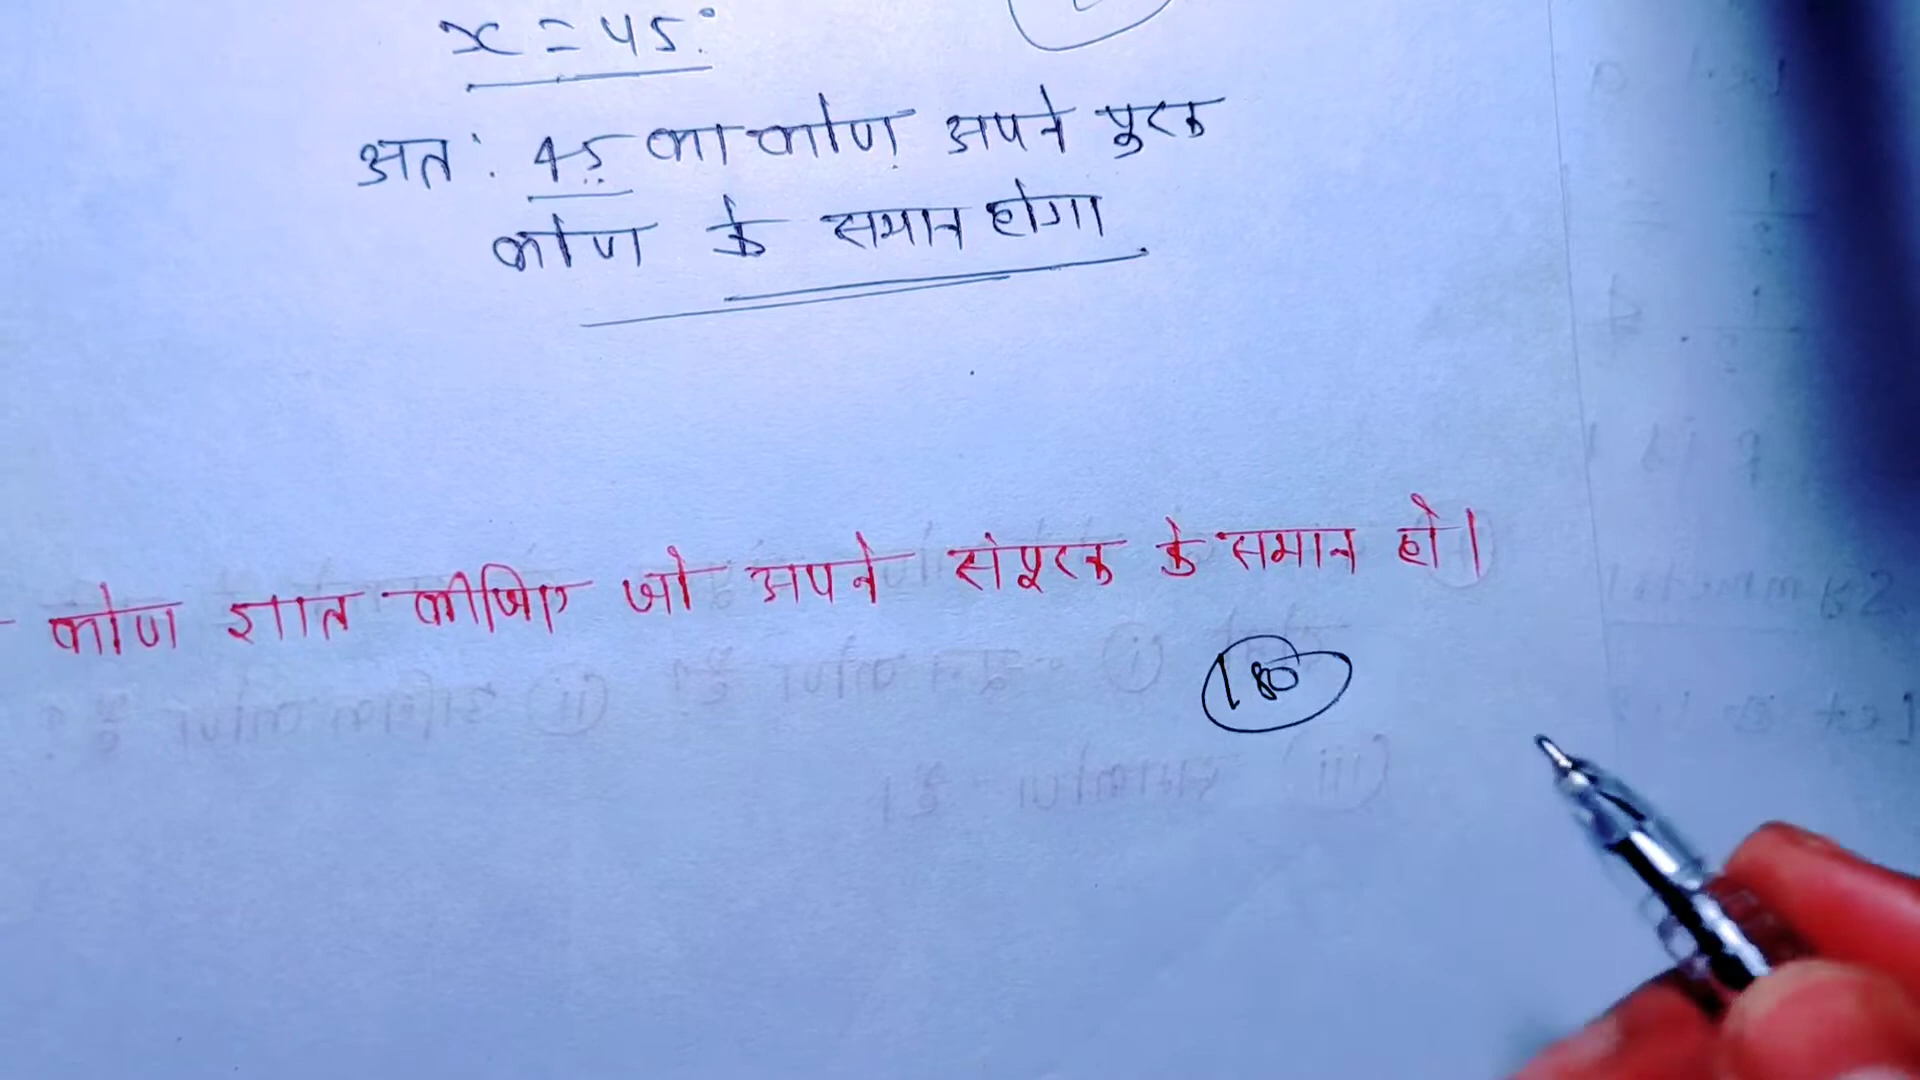 x = 45°
अतः 45 का कोण अपने पूरक
कोण के समान होगा
कोण ज्ञात कीजिए जो अपने संपूरक के समान हो।
180